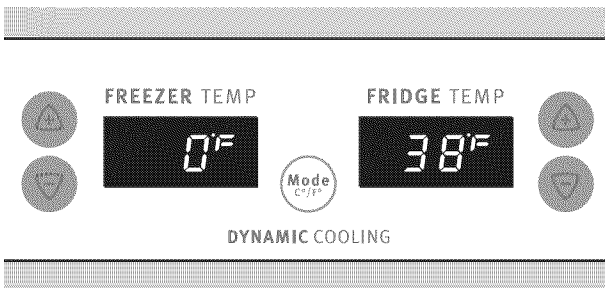 FREEZER TEMP
FRIDGE TEMP
+
0°F
38°F
+
−
Mode
C°/F°
−
DYNAMIC COOLING